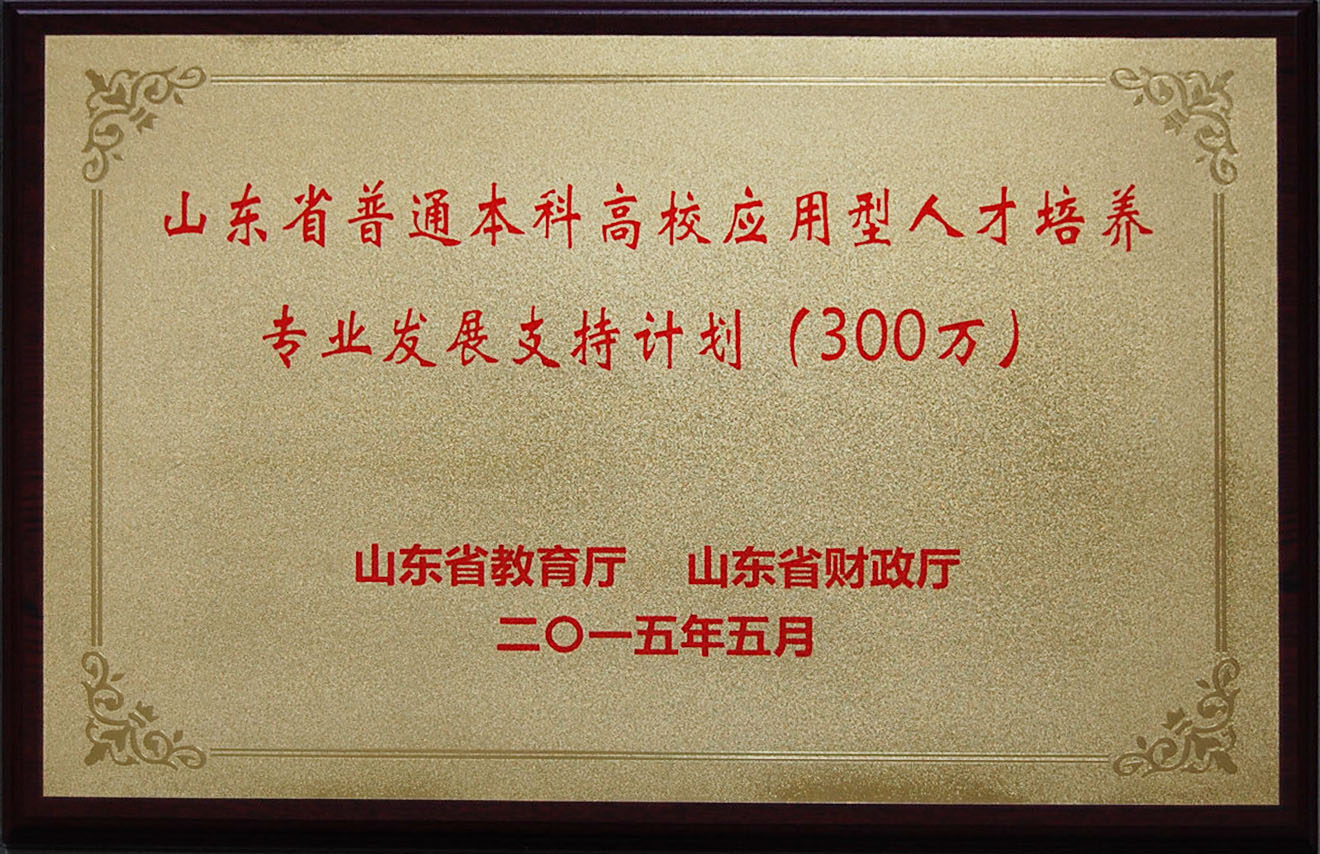 山东省普通本科高校应用型人才培养
专业发展支持计划（300万）
山东省教育厅 山东省财政厅
二〇一五年五月